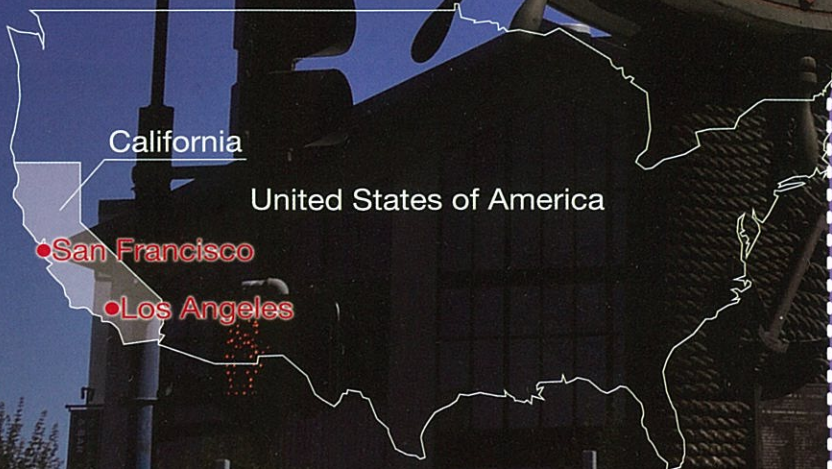 California
United States of America
San Francisco
Los Angeles